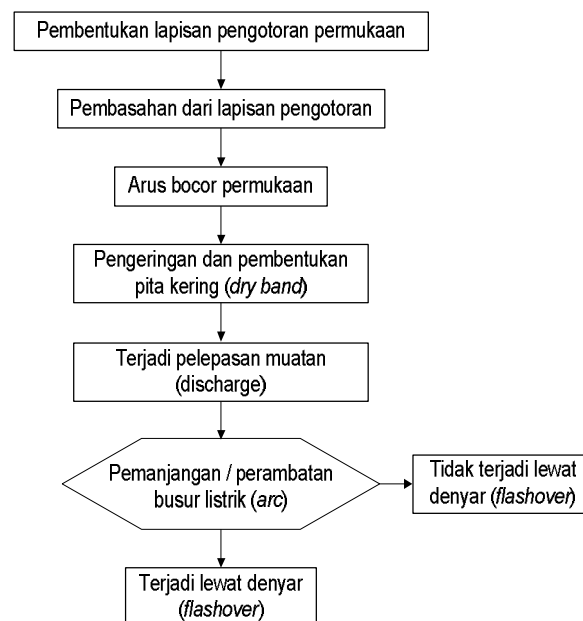 Pembentukan lapisan pengotoran permukaan
Pembasahan dari lapisan pengotoran
Arus bocor permukaan
Pengeringan dan pembentukan
pita kering (dry band)
Terjadi pelepasan muatan
(discharge)
Pemanjangan / perambatan
busur listrik (arc)
Tidak terjadi lewat
denyar (flashover)
Terjadi lewat denyar
(flashover)